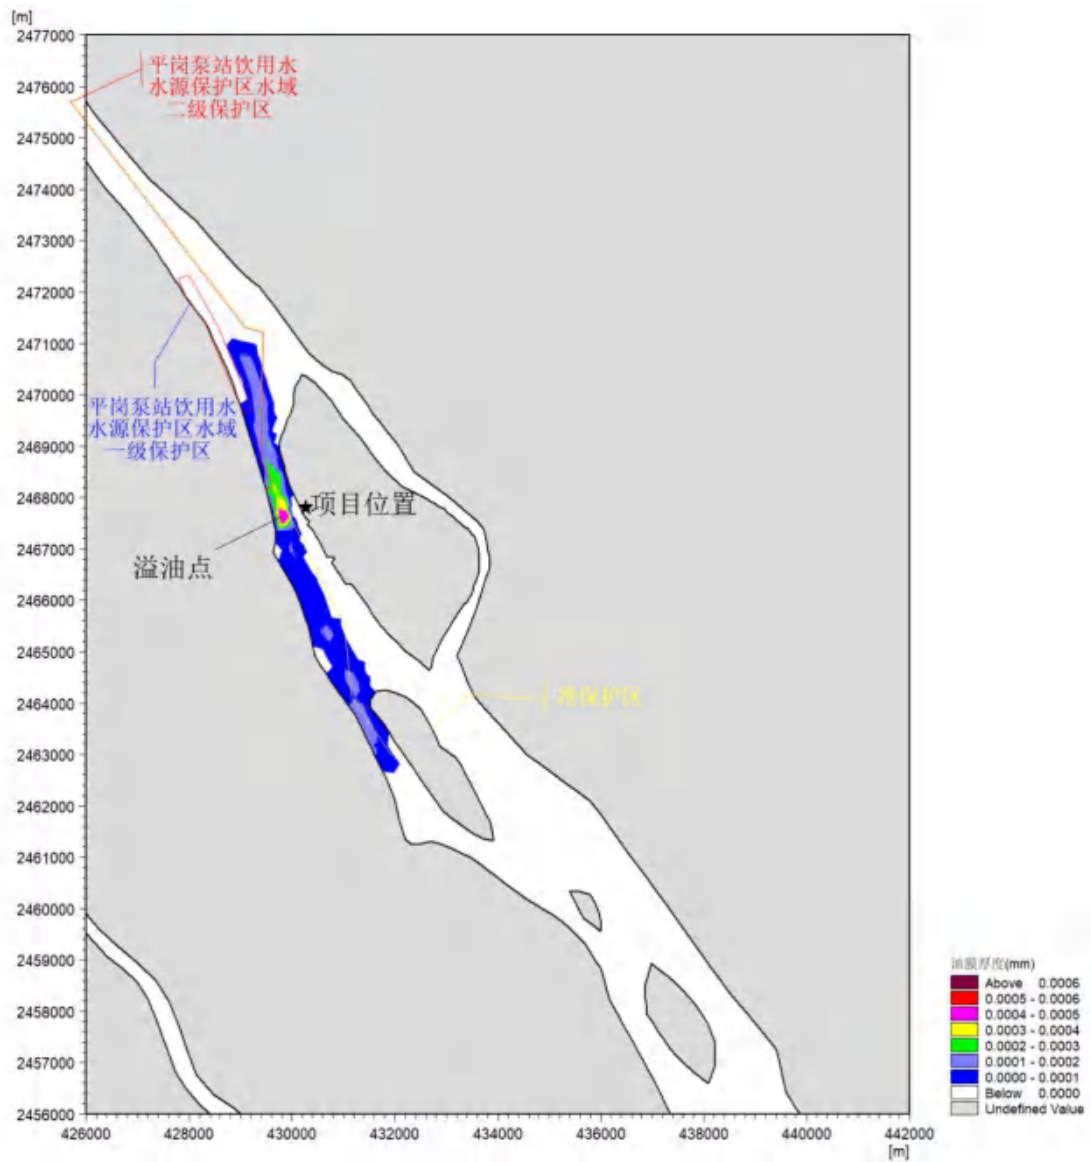 [m]
2477000
2476000
2475000
2474000
2473000
2472000
2471000
2470000
2469000
2468000
2467000
2466000
2465000
2464000
2463000
2462000
2461000
2460000
2459000
2458000
2457000
2456000
平岗泵站饮用水
水源保护区水域
二级保护区
平岗泵站饮用水
水源保护区水域
一级保护区
★项目位置
溢油点
准保护区
油膜厚度(mm)
Above 0.0006
0.0005 - 0.0006
0.0004 - 0.0005
0.0003 - 0.0004
0.0002 - 0.0003
0.0001 - 0.0002
0.0000 - 0.0001
Below 0.0000
Undefined Value
426000 428000 430000 432000 434000 436000 438000 440000 442000
[m]